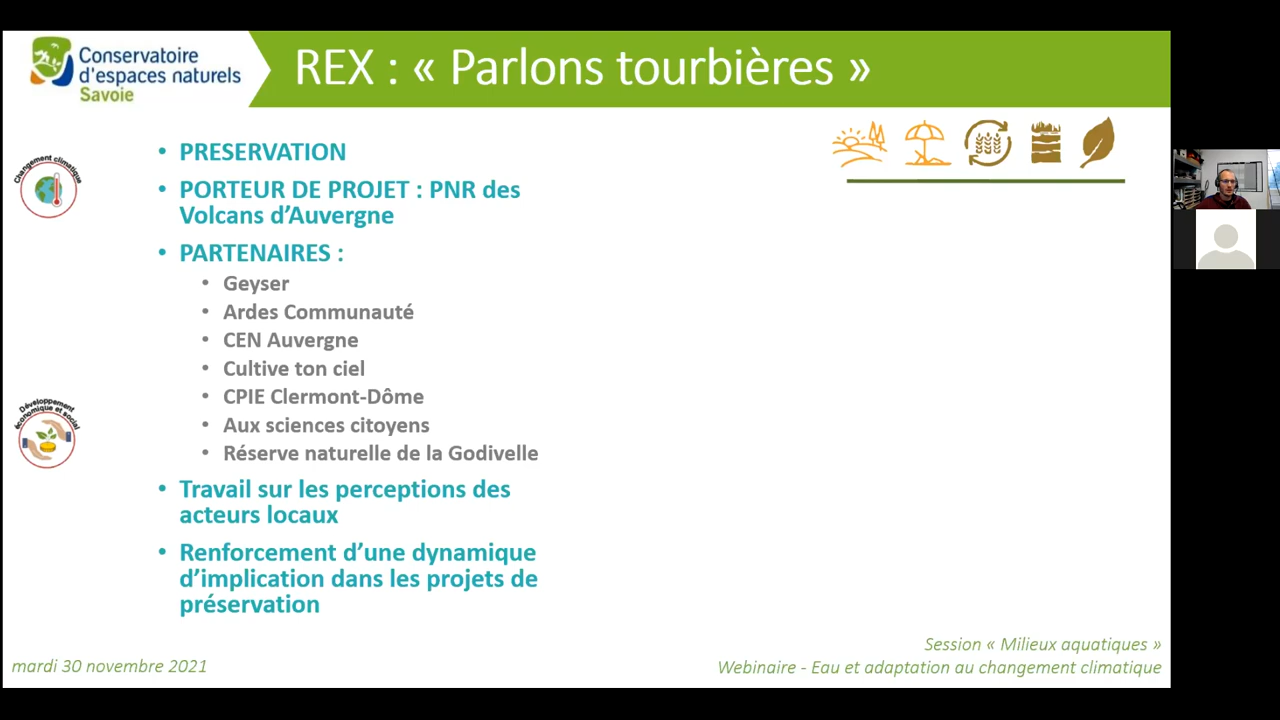 Conservatoire
d'espaces naturels
Savoie
REX : « Parlons tourbières »
Changement climatique
• PRESERVATION
• PORTEUR DE PROJET : PNR des
Volcans d’Auvergne
• PARTENAIRES :
• Geyser
• Ardes Communauté
• CEN Auvergne
• Cultive ton ciel
• CPIE Clermont-Dôme
• Aux sciences citoyens
• Réserve naturelle de la Godivelle
Développement
économique et social
• Travail sur les perceptions des
acteurs locaux
• Renforcement d’une dynamique
d’implication dans les projets de
préservation
mardi 30 novembre 2021
Session « Milieux aquatiques »
Webinaire - Eau et adaptation au changement climatique